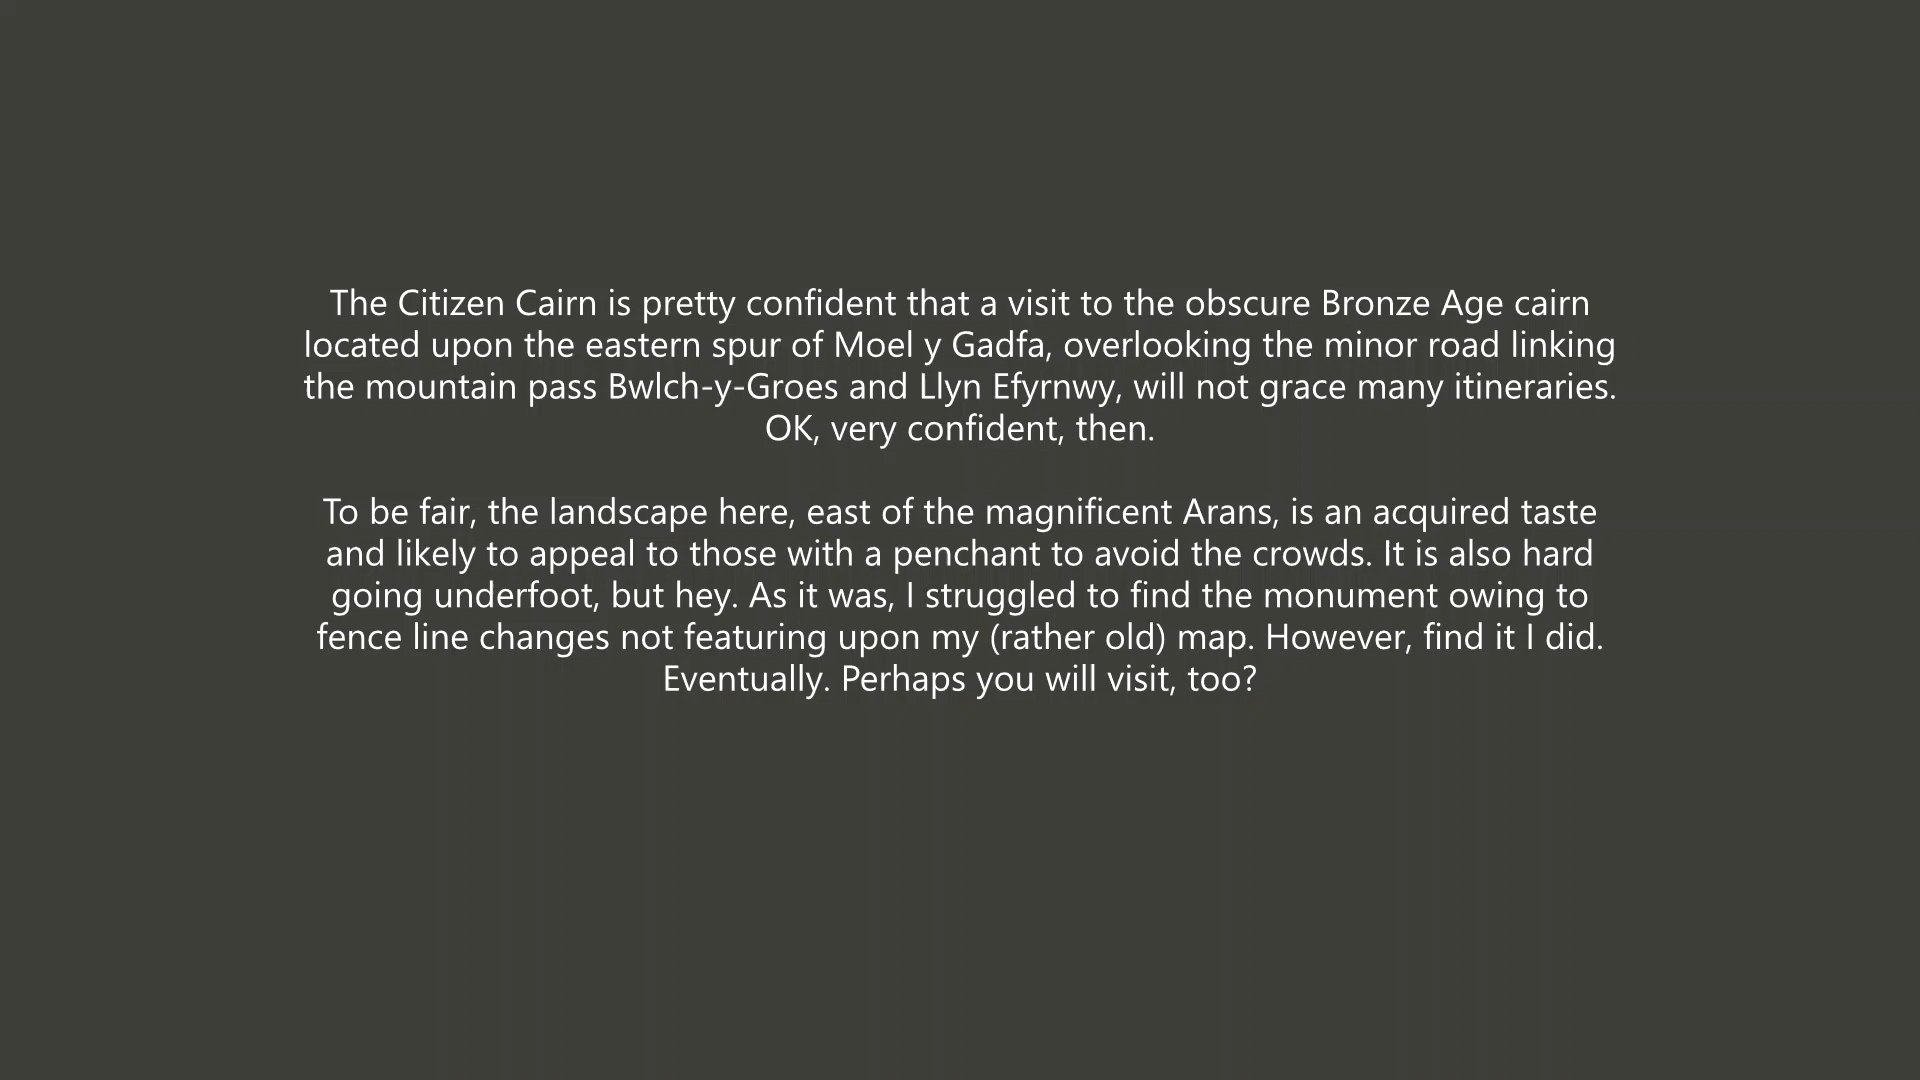 The Citizen Cairn is pretty confident that a visit to the obscure Bronze Age cairn
located upon the eastern spur of Moel y Gadfa, overlooking the minor road linking
the mountain pass Bwlch-y-Groes and Llyn Efyrnwy, will not grace many itineraries.
OK, very confident, then.
To be fair, the landscape here, east of the magnificent Arans, is an acquired taste
and likely to appeal to those with a penchant to avoid the crowds. It is also hard
going underfoot, but hey. As it was, I struggled to find the monument owing to
fence line changes not featuring upon my (rather old) map. However, find it I did.
Eventually. Perhaps you will visit, too?